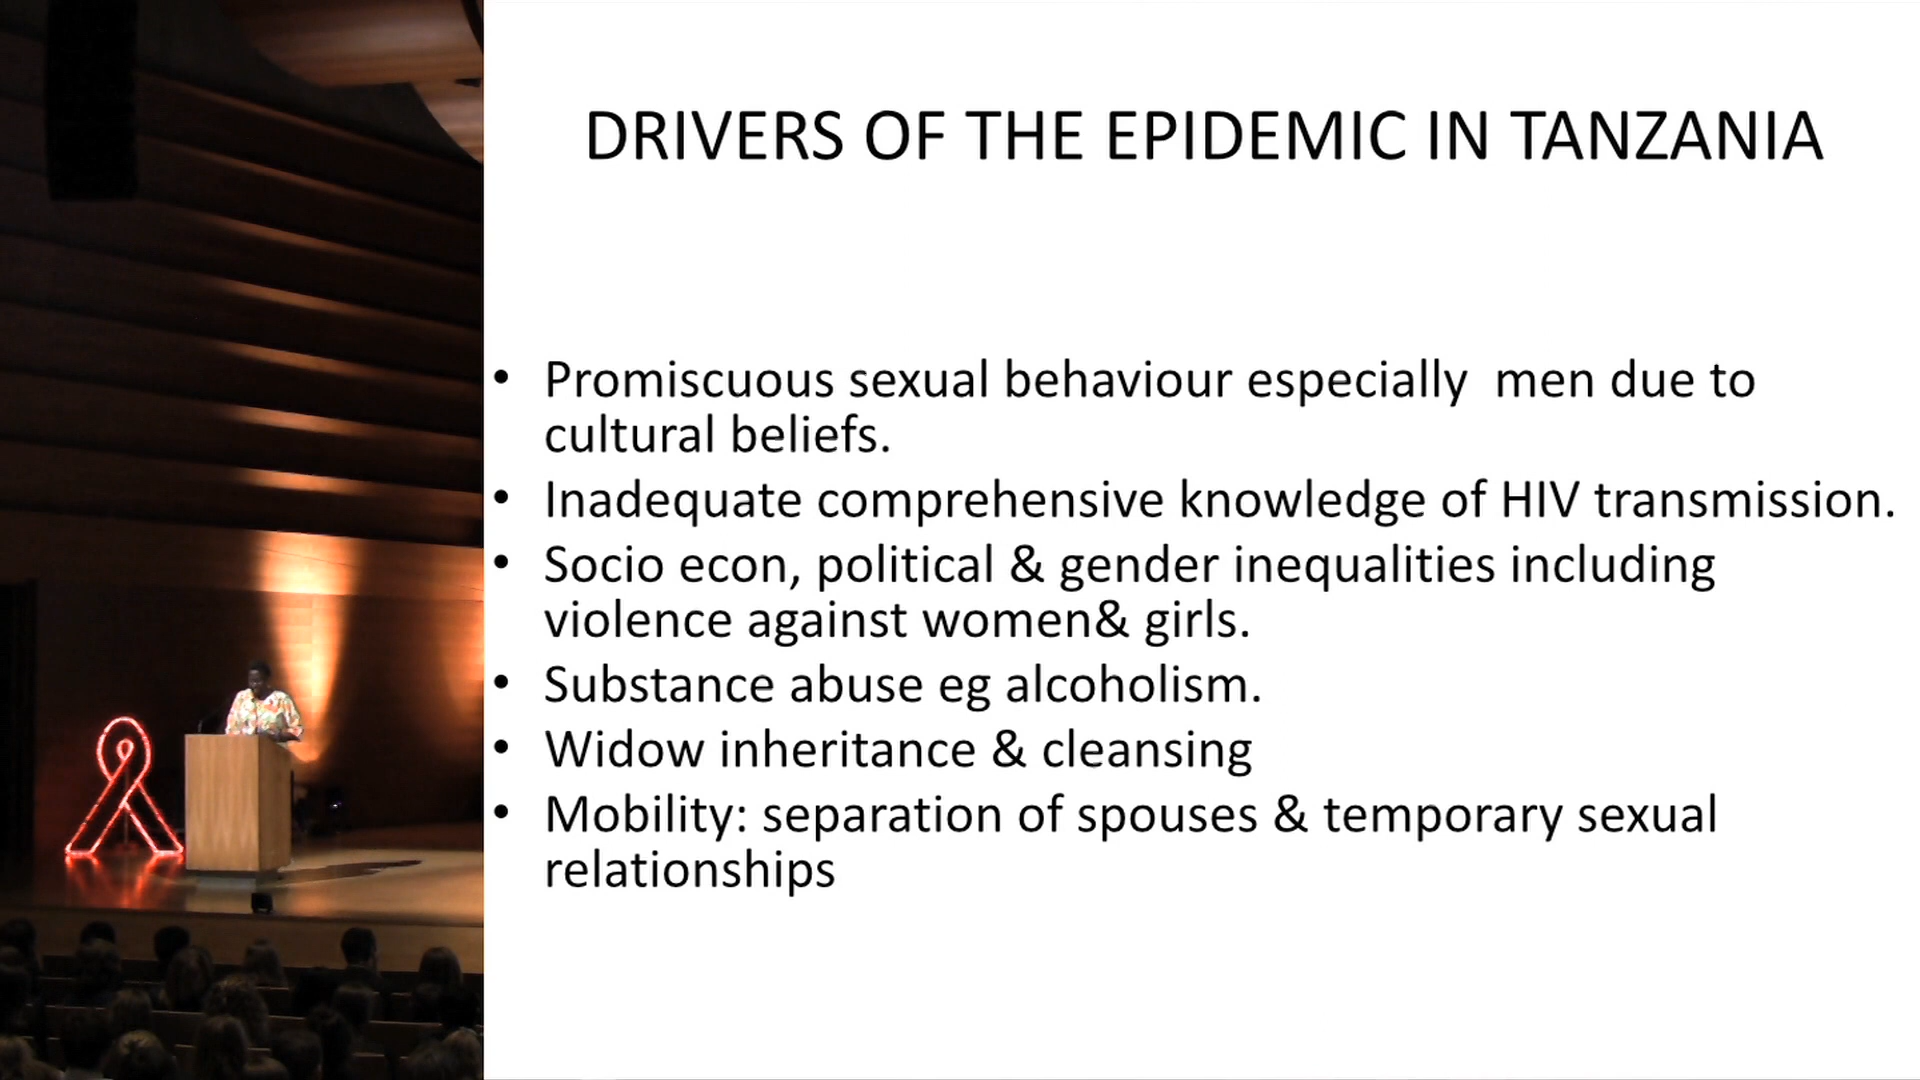 DRIVERS OF THE EPIDEMIC IN TANZANIA
• Promiscuous sexual behaviour especially  men due to
cultural beliefs.
• Inadequate comprehensive knowledge of HIV transmission.
• Socio econ, political & gender inequalities including
violence against women& girls.
• Substance abuse eg alcoholism.
• Widow inheritance & cleansing
• Mobility: separation of spouses & temporary sexual
relationships